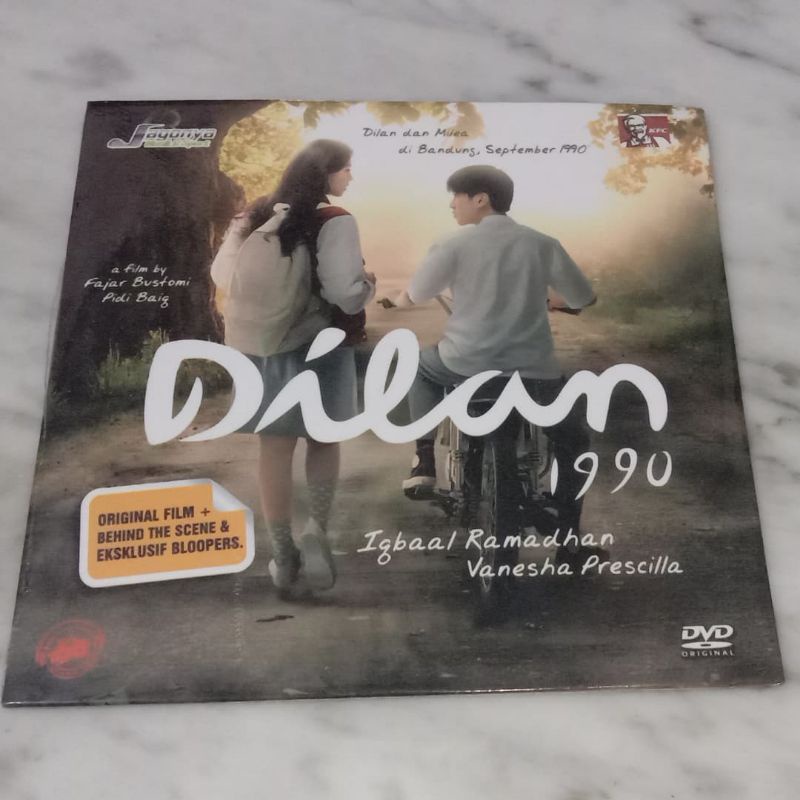 Jagonya
KFC
Dilan dan Milea
di Bandung, September 1990
a film by
Fajar Bustomi
Pidi Baiq
Dilan
1990
ORIGINAL FILM +
BEHIND THE SCENE &
EKSKLUSIF BLOOPERS.
Iqbaal Ramadhan
Vanesha Prescilla
DVD
ORIGINAL